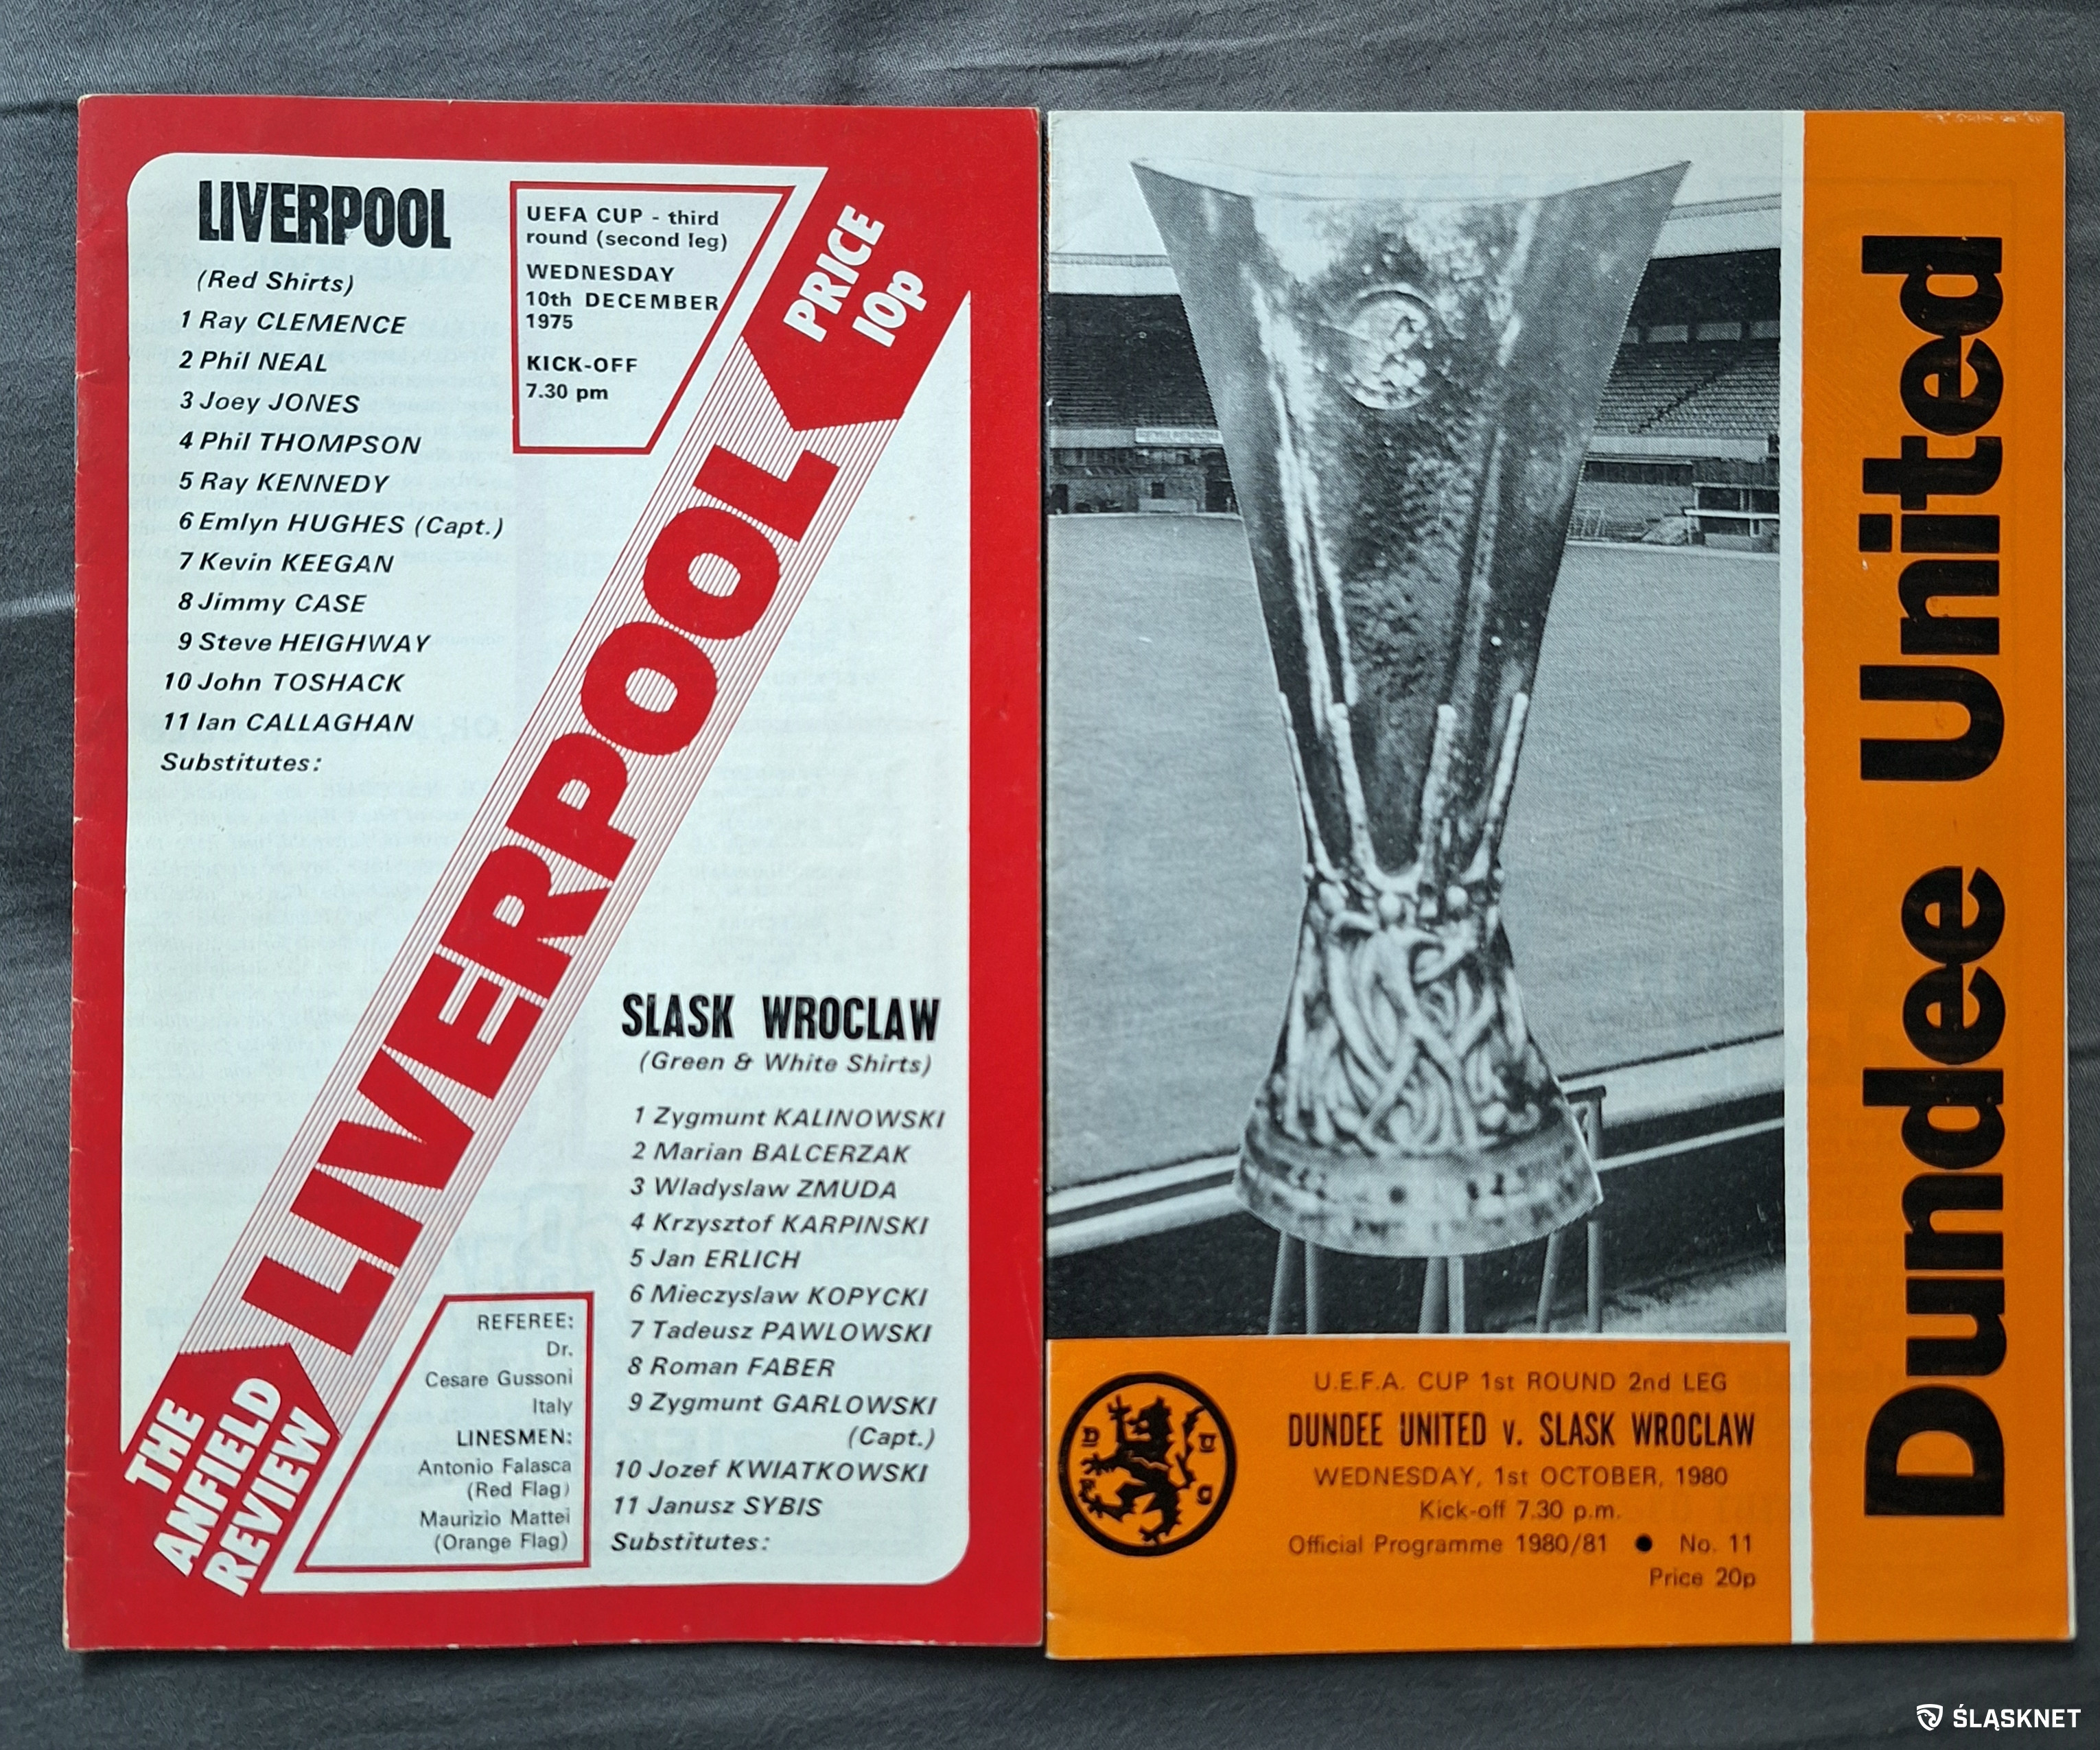 LIVERPOOL
(Red Shirts)
1 Ray CLEMENCE
2 Phil NEAL
3 Joey JONES
4 Phil THOMPSON
5 Ray KENNEDY
6 Emlyn HUGHES (Capt.)
7 Kevin KEEGAN
8 Jimmy CASE
9 Steve HEIGHWAY
10 John TOSHACK
11 Ian CALLAGHAN
Substitutes:
UEFA CUP - third
round (second leg)
WEDNESDAY
10th DECEMBER
1975
KICK-OFF
7.30 pm
PRICE
10p
LIVERPOOL
THE
ANFIELD
REVIEW
SLASK WROCLAW
(Green & White Shirts)
1 Zygmunt KALINOWSKI
2 Marian BALCERZAK
3 Wladyslaw ZMUDA
4 Krzysztof KARPINSKI
5 Jan ERLICH
6 Mieczyslaw KOPYCKI
7 Tadeusz PAWLOWSKI
8 Roman FABER
9 Zygmunt GARLOWSKI
(Capt.)
10 Jozef KWIATKOWSKI
11 Janusz SYBIS
Substitutes:
REFEREE:
Dr.
Cesare Gussoni
Italy
LINESMEN:
Antonio Falasca
(Red Flag)
Maurizio Mattei
(Orange Flag)
Dundee United
U.E.F.A. CUP 1st ROUND 2nd LEG
DUNDEE UNITED v. SLASK WROCLAW
WEDNESDAY, 1st OCTOBER, 1980
Kick-off 7.30 p.m.
Official Programme 1980/81 ● No. 11
Price 20p
ŚLĄSKNET